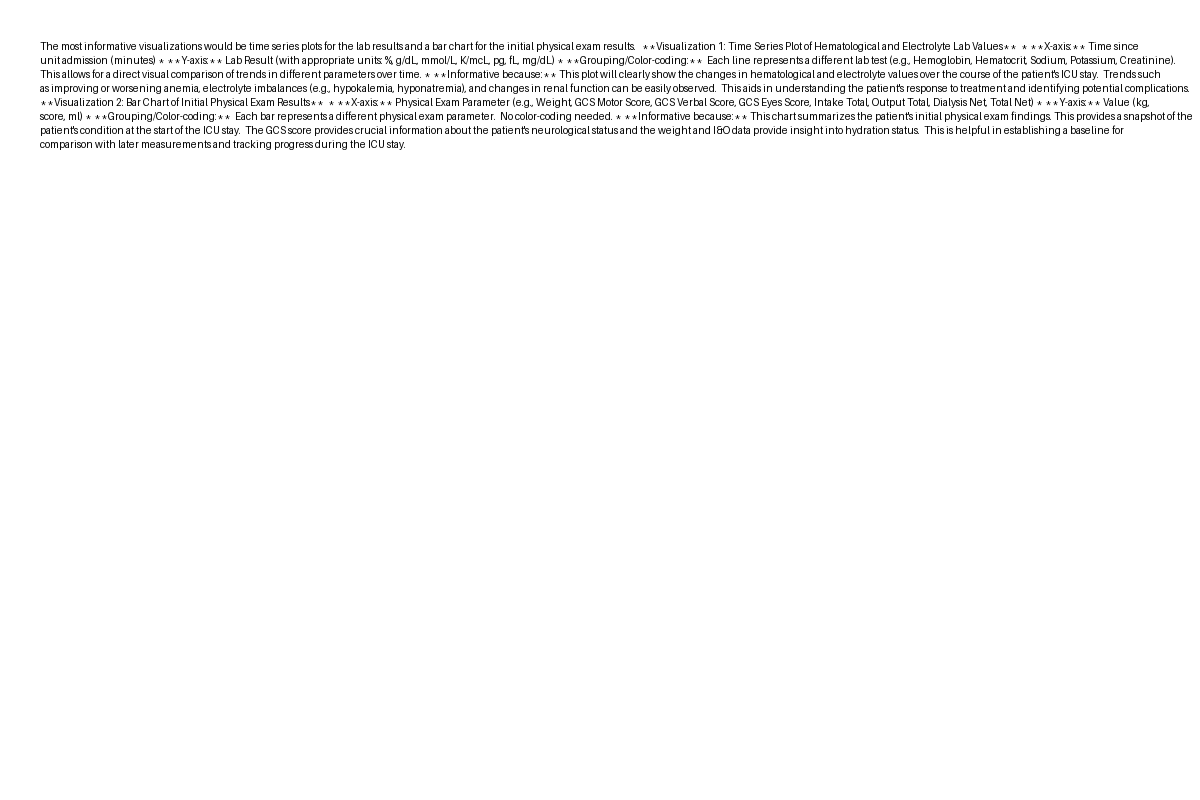 The most informative visualizations would be time series plots for the lab results and a bar chart for the initial physical exam results.   **Visualization 1: Time Series Plot of Hematological and Electrolyte Lab Values**  * **X-axis:** Time since
unit admission (minutes) * **Y-axis:** Lab Result (with appropriate units: %, g/dL, mmol/L, K/mcL, pg, fL, mg/dL) * **Grouping/Color-coding:**  Each line represents a different lab test (e.g., Hemoglobin, Hematocrit, Sodium, Potassium, Creatinine).
This allows for a direct visual comparison of trends in different parameters over time. * **Informative because:** This plot will clearly show the changes in hematological and electrolyte values over the course of the patient's ICU stay.  Trends such
as improving or worsening anemia, electrolyte imbalances (e.g., hypokalemia, hyponatremia), and changes in renal function can be easily observed.  This aids in understanding the patient's response to treatment and identifying potential complications.
**Visualization 2: Bar Chart of Initial Physical Exam Results**  * **X-axis:** Physical Exam Parameter (e.g., Weight, GCS Motor Score, GCS Verbal Score, GCS Eyes Score, Intake Total, Output Total, Dialysis Net, Total Net) * **Y-axis:** Value (kg,
score, ml) * **Grouping/Color-coding:**  Each bar represents a different physical exam parameter.  No color-coding needed. * **Informative because:** This chart summarizes the patient's initial physical exam findings. This provides a snapshot of the
patient's condition at the start of the ICU stay.  The GCS score provides crucial information about the patient's neurological status and the weight and I&O data provide insight into hydration status.  This is helpful in establishing a baseline for
comparison with later measurements and tracking progress during the ICU stay.